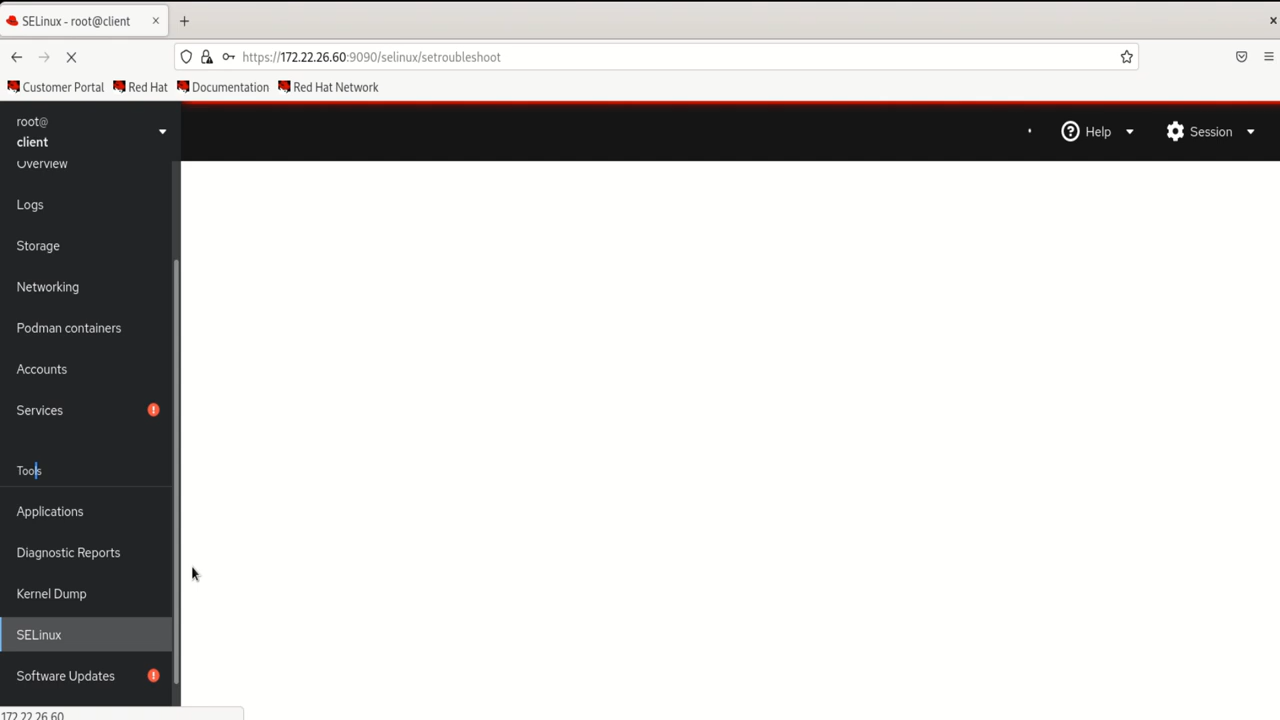 SELinux - root@client
https://172.22.26.60:9090/selinux/setroubleshoot
Customer Portal Red Hat Documentation Red Hat Network
root@
client
Help Session
Overview
Logs
Storage
Networking
Podman containers
Accounts
Services
Tools
Applications
Diagnostic Reports
Kernel Dump
SELinux
Software Updates
172.22.26.60